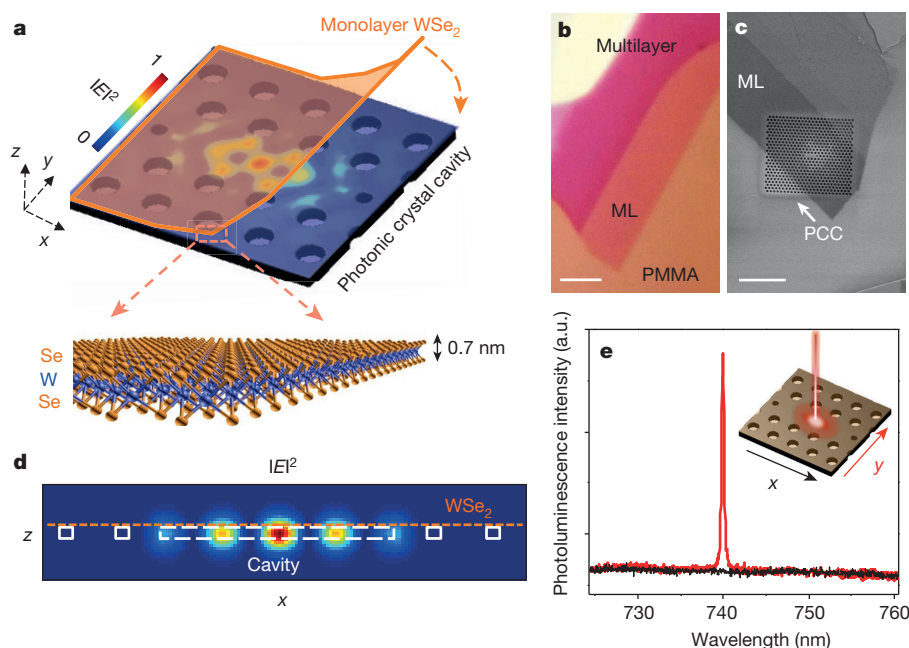 a
Monolayer WSe₂
|E|²
1
0
z
y
x
Photonic crystal cavity
Se
W
Se
0.7 nm
b
Multilayer
ML
PMMA
c
ML
PCC
d
|E|²
WSe₂
z
Cavity
x
e
Photoluminescence intensity (a.u.)
x
y
730
740
750
760
Wavelength (nm)